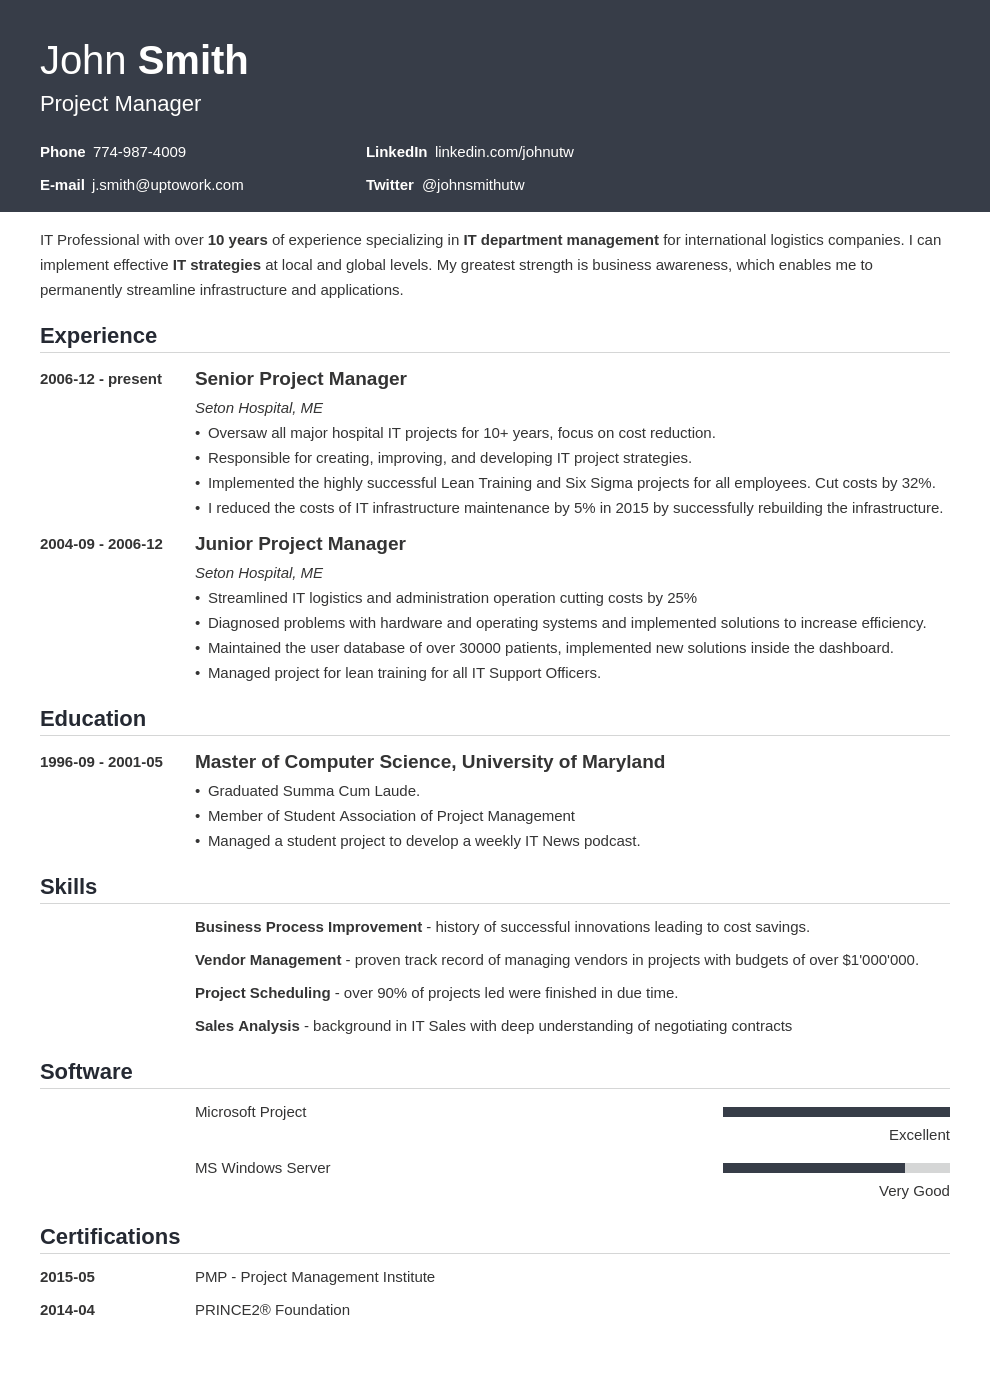 John Smith
Project Manager
Phone 774-987-4009 LinkedIn linkedin.com/johnutw
E-mail j.smith@uptowork.com Twitter @johnsmithutw
IT Professional with over 10 years of experience specializing in IT department management for international logistics companies. I can
implement effective IT strategies at local and global levels. My greatest strength is business awareness, which enables me to
permanently streamline infrastructure and applications.
Experience
2006-12 - present Senior Project Manager
Seton Hospital, ME
• Oversaw all major hospital IT projects for 10+ years, focus on cost reduction.
• Responsible for creating, improving, and developing IT project strategies.
• Implemented the highly successful Lean Training and Six Sigma projects for all employees. Cut costs by 32%.
• I reduced the costs of IT infrastructure maintenance by 5% in 2015 by successfully rebuilding the infrastructure.
2004-09 - 2006-12 Junior Project Manager
Seton Hospital, ME
• Streamlined IT logistics and administration operation cutting costs by 25%
• Diagnosed problems with hardware and operating systems and implemented solutions to increase efficiency.
• Maintained the user database of over 30000 patients, implemented new solutions inside the dashboard.
• Managed project for lean training for all IT Support Officers.
Education
1996-09 - 2001-05 Master of Computer Science, University of Maryland
• Graduated Summa Cum Laude.
• Member of Student Association of Project Management
• Managed a student project to develop a weekly IT News podcast.
Skills
Business Process Improvement - history of successful innovations leading to cost savings.
Vendor Management - proven track record of managing vendors in projects with budgets of over $1'000'000.
Project Scheduling - over 90% of projects led were finished in due time.
Sales Analysis - background in IT Sales with deep understanding of negotiating contracts
Software
Microsoft Project
Excellent
MS Windows Server
Very Good
Certifications
2015-05 PMP - Project Management Institute
2014-04 PRINCE2® Foundation